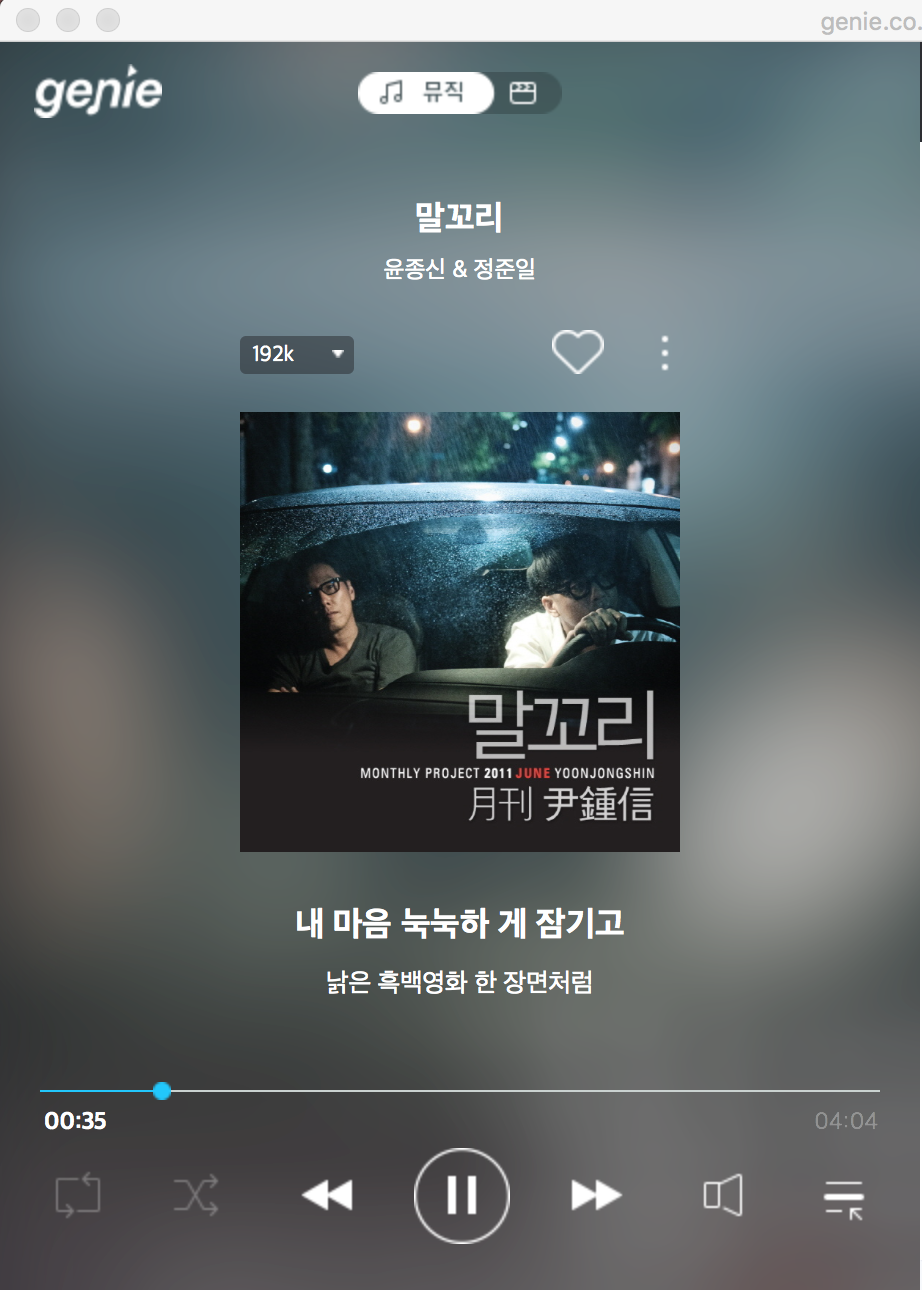 genie.co.
genie
뮤직
말꼬리
윤종신 & 정준일
192k
말꼬리
MONTHLY PROJECT 2011 JUNE YOONJONGSHIN
月刊 尹鍾信
내 마음 눅눅하 게 잠기고
낡은 흑백영화 한 장면처럼
00:35
04:04